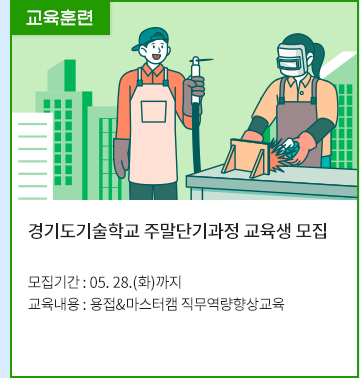 교육훈련
경기도기술학교 주말단기과정 교육생 모집
모집기간 : 05. 28.(화)까지
교육내용 : 용접&마스터캠 직무역량향상교육